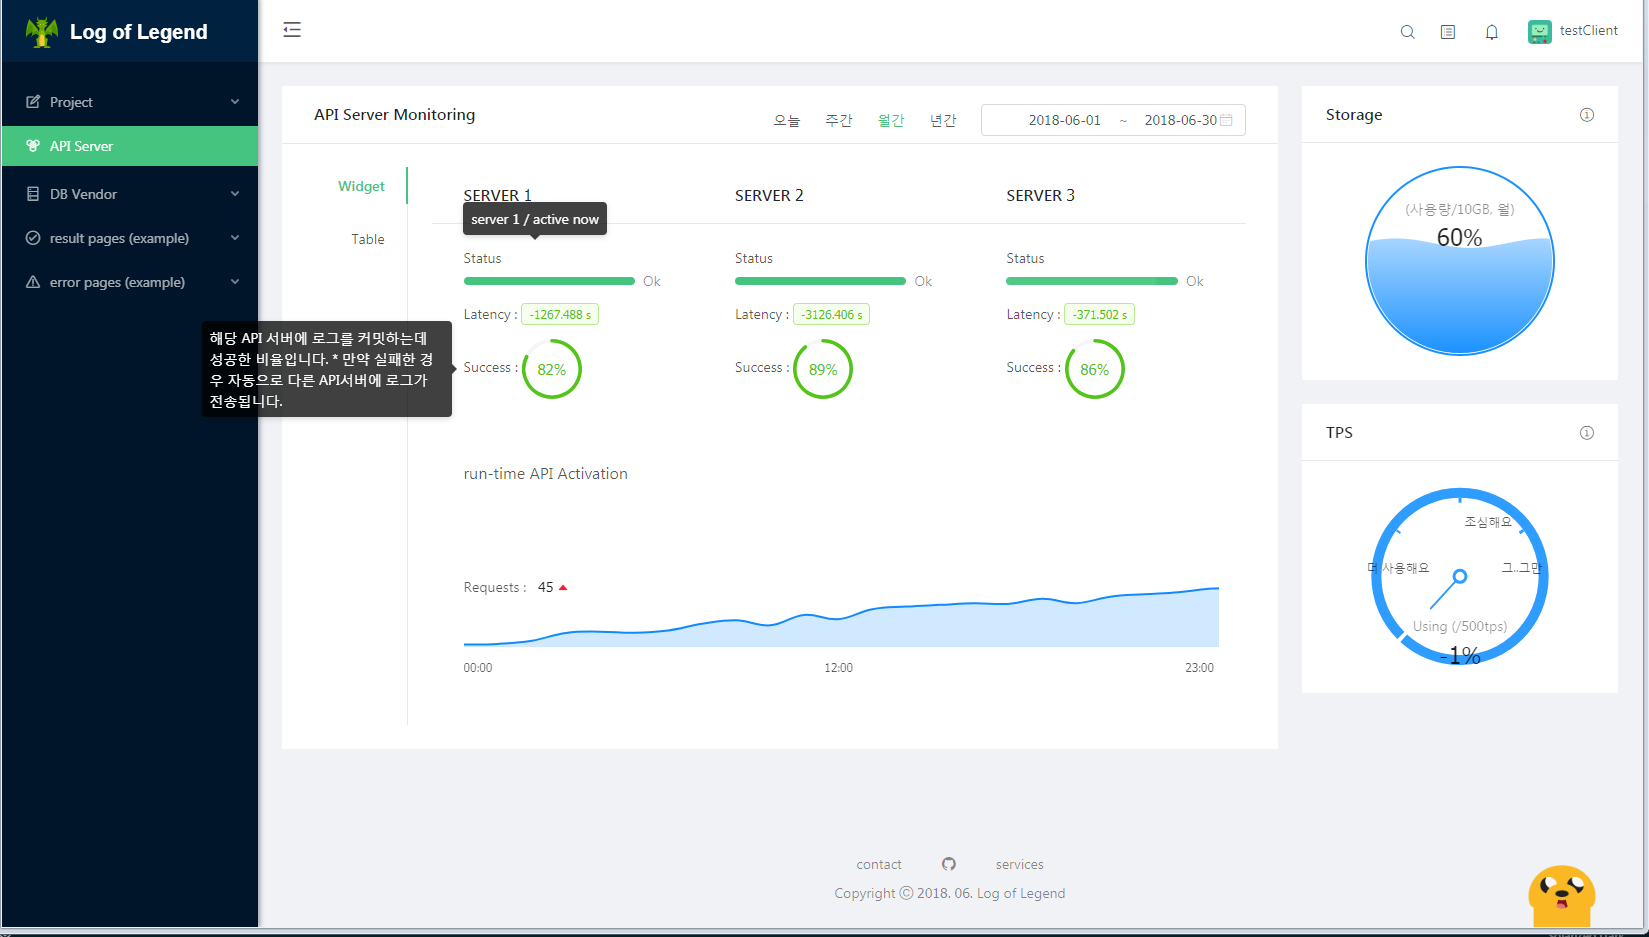 Log of Legend
testClient
Project
API Server
DB Vendor
result pages (example)
error pages (example)
API Server Monitoring
오늘 주간 월간 년간
2018-06-01 ~ 2018-06-30
Widget
Table
SERVER 1
server 1 / active now
Status
Ok
Latency : -1267.488 s
Success : 82%
해당 API 서버에 로그를 커밋하는데
성공한 비율입니다. * 만약 실패한 경
우 자동으로 다른 API서버에 로그가
전송됩니다.
SERVER 2
Status
Ok
Latency : -3126.406 s
Success : 89%
SERVER 3
Status
Ok
Latency : -371.502 s
Success : 86%
run-time API Activation
Requests : 45
00:00 12:00 23:00
Storage
(사용량/10GB, 월)
60%
TPS
조심해요
더 사용해요
그..그만
Using (/500tps)
-1%
contact
services
Copyright © 2018. 06. Log of Legend